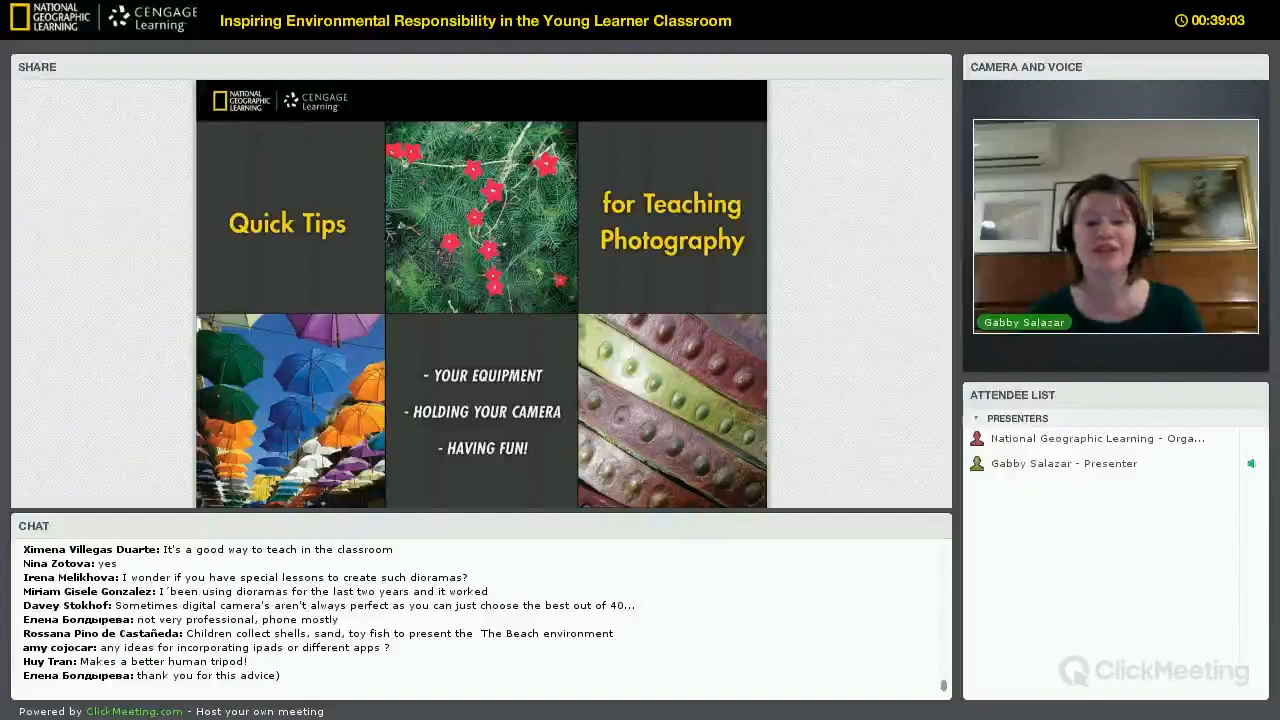 NATIONAL
GEOGRAPHIC
LEARNING
CENGAGE
Learning
Inspiring Environmental Responsibility in the Young Learner Classroom
00:39:03
SHARE
NATIONAL
GEOGRAPHIC
LEARNING
CENGAGE
Learning
Quick Tips
for Teaching
Photography
- YOUR EQUIPMENT
- HOLDING YOUR CAMERA
- HAVING FUN!
CAMERA AND VOICE
Gabby Salazar
ATTENDEE LIST
PRESENTERS
National Geographic Learning - Orga...
Gabby Salazar - Presenter
CHAT
Ximena Villegas Duarte: It's a good way to teach in the classroom
Nina Zotova: yes
Irena Melikhova: I wonder if you have special lessons to create such dioramas?
Miriam Gisele Gonzalez: I´been using dioramas for the last two years and it worked
Davey Stokhof: Sometimes digital camera's aren't always perfect as you can just choose the best out of 40...
Елена Болдырева: not very professional, phone mostly
Rossana Pino de Castañeda: Children collect shells, sand, toy fish to present the  The Beach environment
amy cojocar: any ideas for incorporating ipads or different apps ?
Huy Tran: Makes a better human tripod!
Елена Болдырева: thank you for this advice)
ClickMeeting
Powered by ClickMeeting.com - Host your own meeting